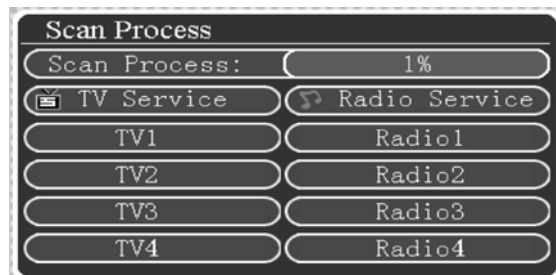 Scan Process
Scan Process: 1%
TV Service Radio Service
TV1 Radio1
TV2 Radio2
TV3 Radio3
TV4 Radio4